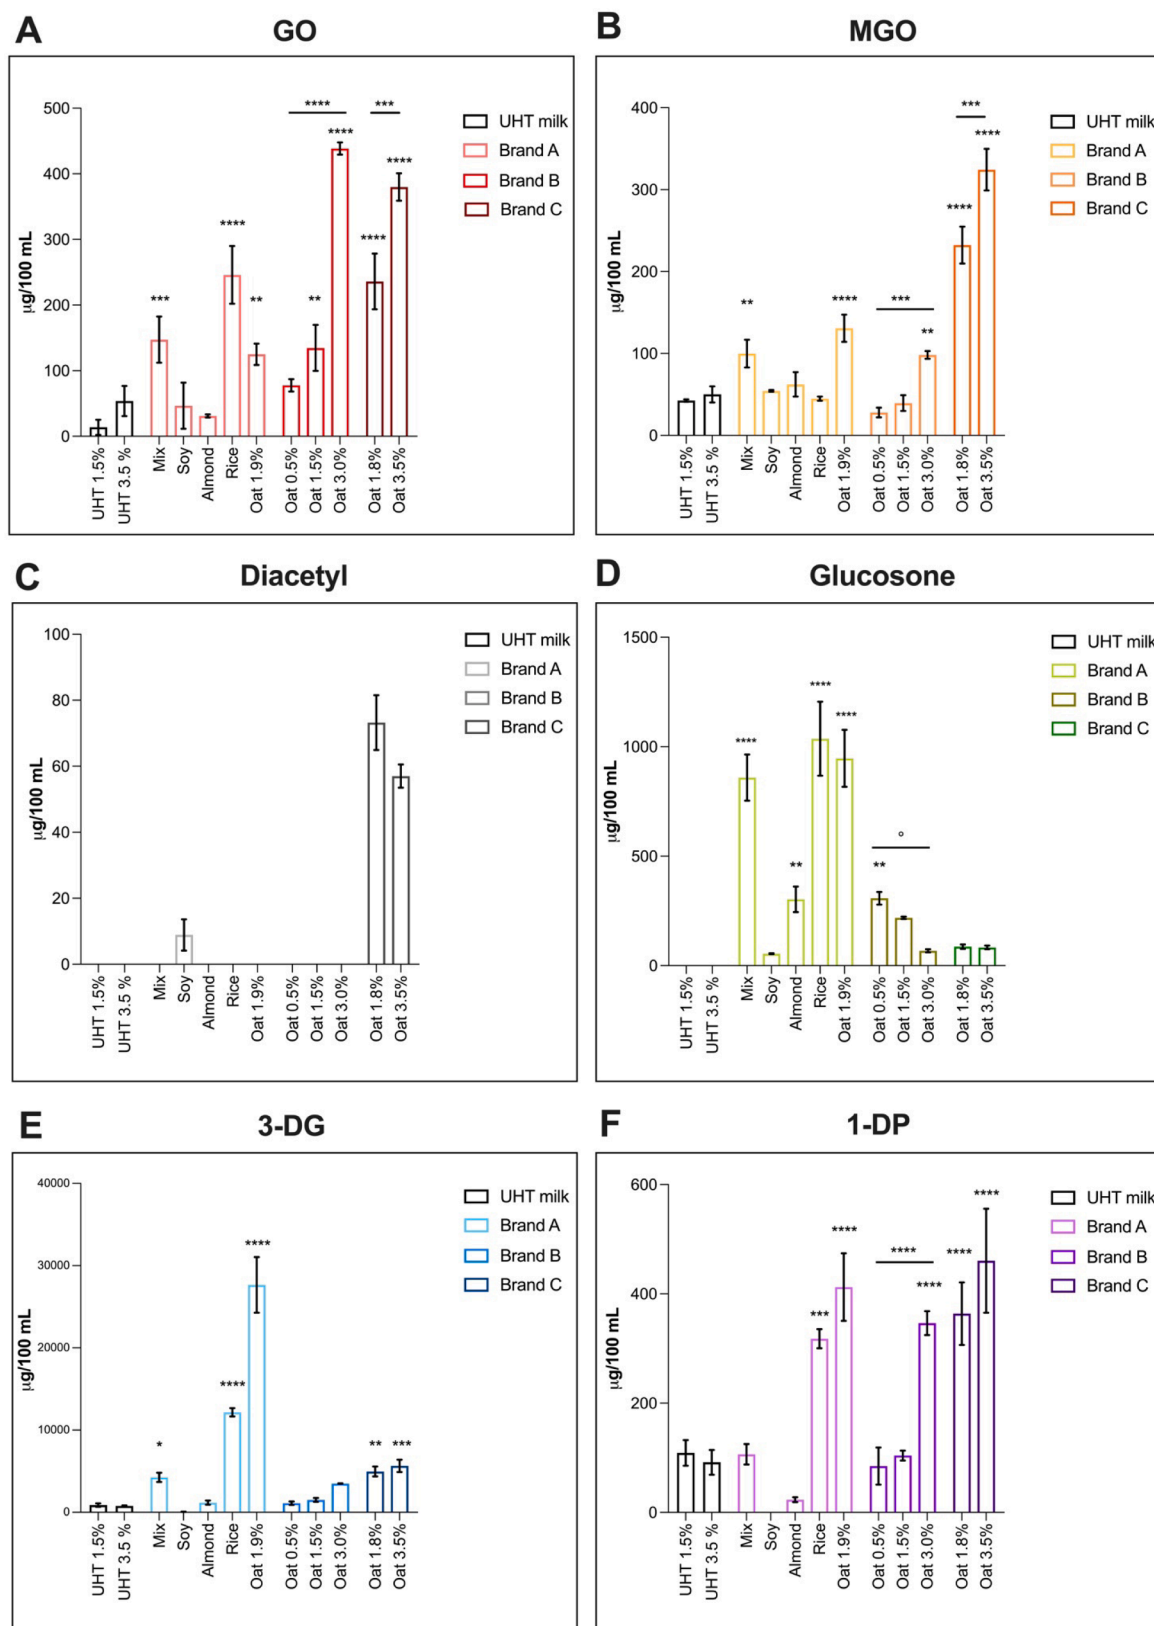 A GO
μg/100 mL
500
400
300
200
100
0
**** ***
*** **** ** ** **** **** ****
UHT milk
Brand A
Brand B
Brand C
UHT 1.5% UHT 3.5 % Mix Soy Almond Rice Oat 1.9% Oat 0.5% Oat 1.5% Oat 3.0% Oat 1.8% Oat 3.5%
B MGO
μg/100 mL
400
300
200
100
0
*** ***
** **** ** **** ****
UHT milk
Brand A
Brand B
Brand C
UHT 1.5% UHT 3.5 % Mix Soy Almond Rice Oat 1.9% Oat 0.5% Oat 1.5% Oat 3.0% Oat 1.8% Oat 3.5%
C Diacetyl
μg/100 mL
100
80
60
40
20
0
UHT milk
Brand A
Brand B
Brand C
UHT 1.5% UHT 3.5 % Mix Soy Almond Rice Oat 1.9% Oat 0.5% Oat 1.5% Oat 3.0% Oat 1.8% Oat 3.5%
D Glucosone
μg/100 mL
1500
1000
500
0
°
**** ** **** **** **
UHT milk
Brand A
Brand B
Brand C
UHT 1.5% UHT 3.5 % Mix Soy Almond Rice Oat 1.9% Oat 0.5% Oat 1.5% Oat 3.0% Oat 1.8% Oat 3.5%
E 3-DG
μg/100 mL
40000
30000
20000
10000
0
* **** **** ** ***
UHT milk
Brand A
Brand B
Brand C
UHT 1.5% UHT 3.5 % Mix Soy Almond Rice Oat 1.9% Oat 0.5% Oat 1.5% Oat 3.0% Oat 1.8% Oat 3.5%
F 1-DP
μg/100 mL
600
400
200
0
****
*** **** **** **** ****
UHT milk
Brand A
Brand B
Brand C
UHT 1.5% UHT 3.5 % Mix Soy Almond Rice Oat 1.9% Oat 0.5% Oat 1.5% Oat 3.0% Oat 1.8% Oat 3.5%